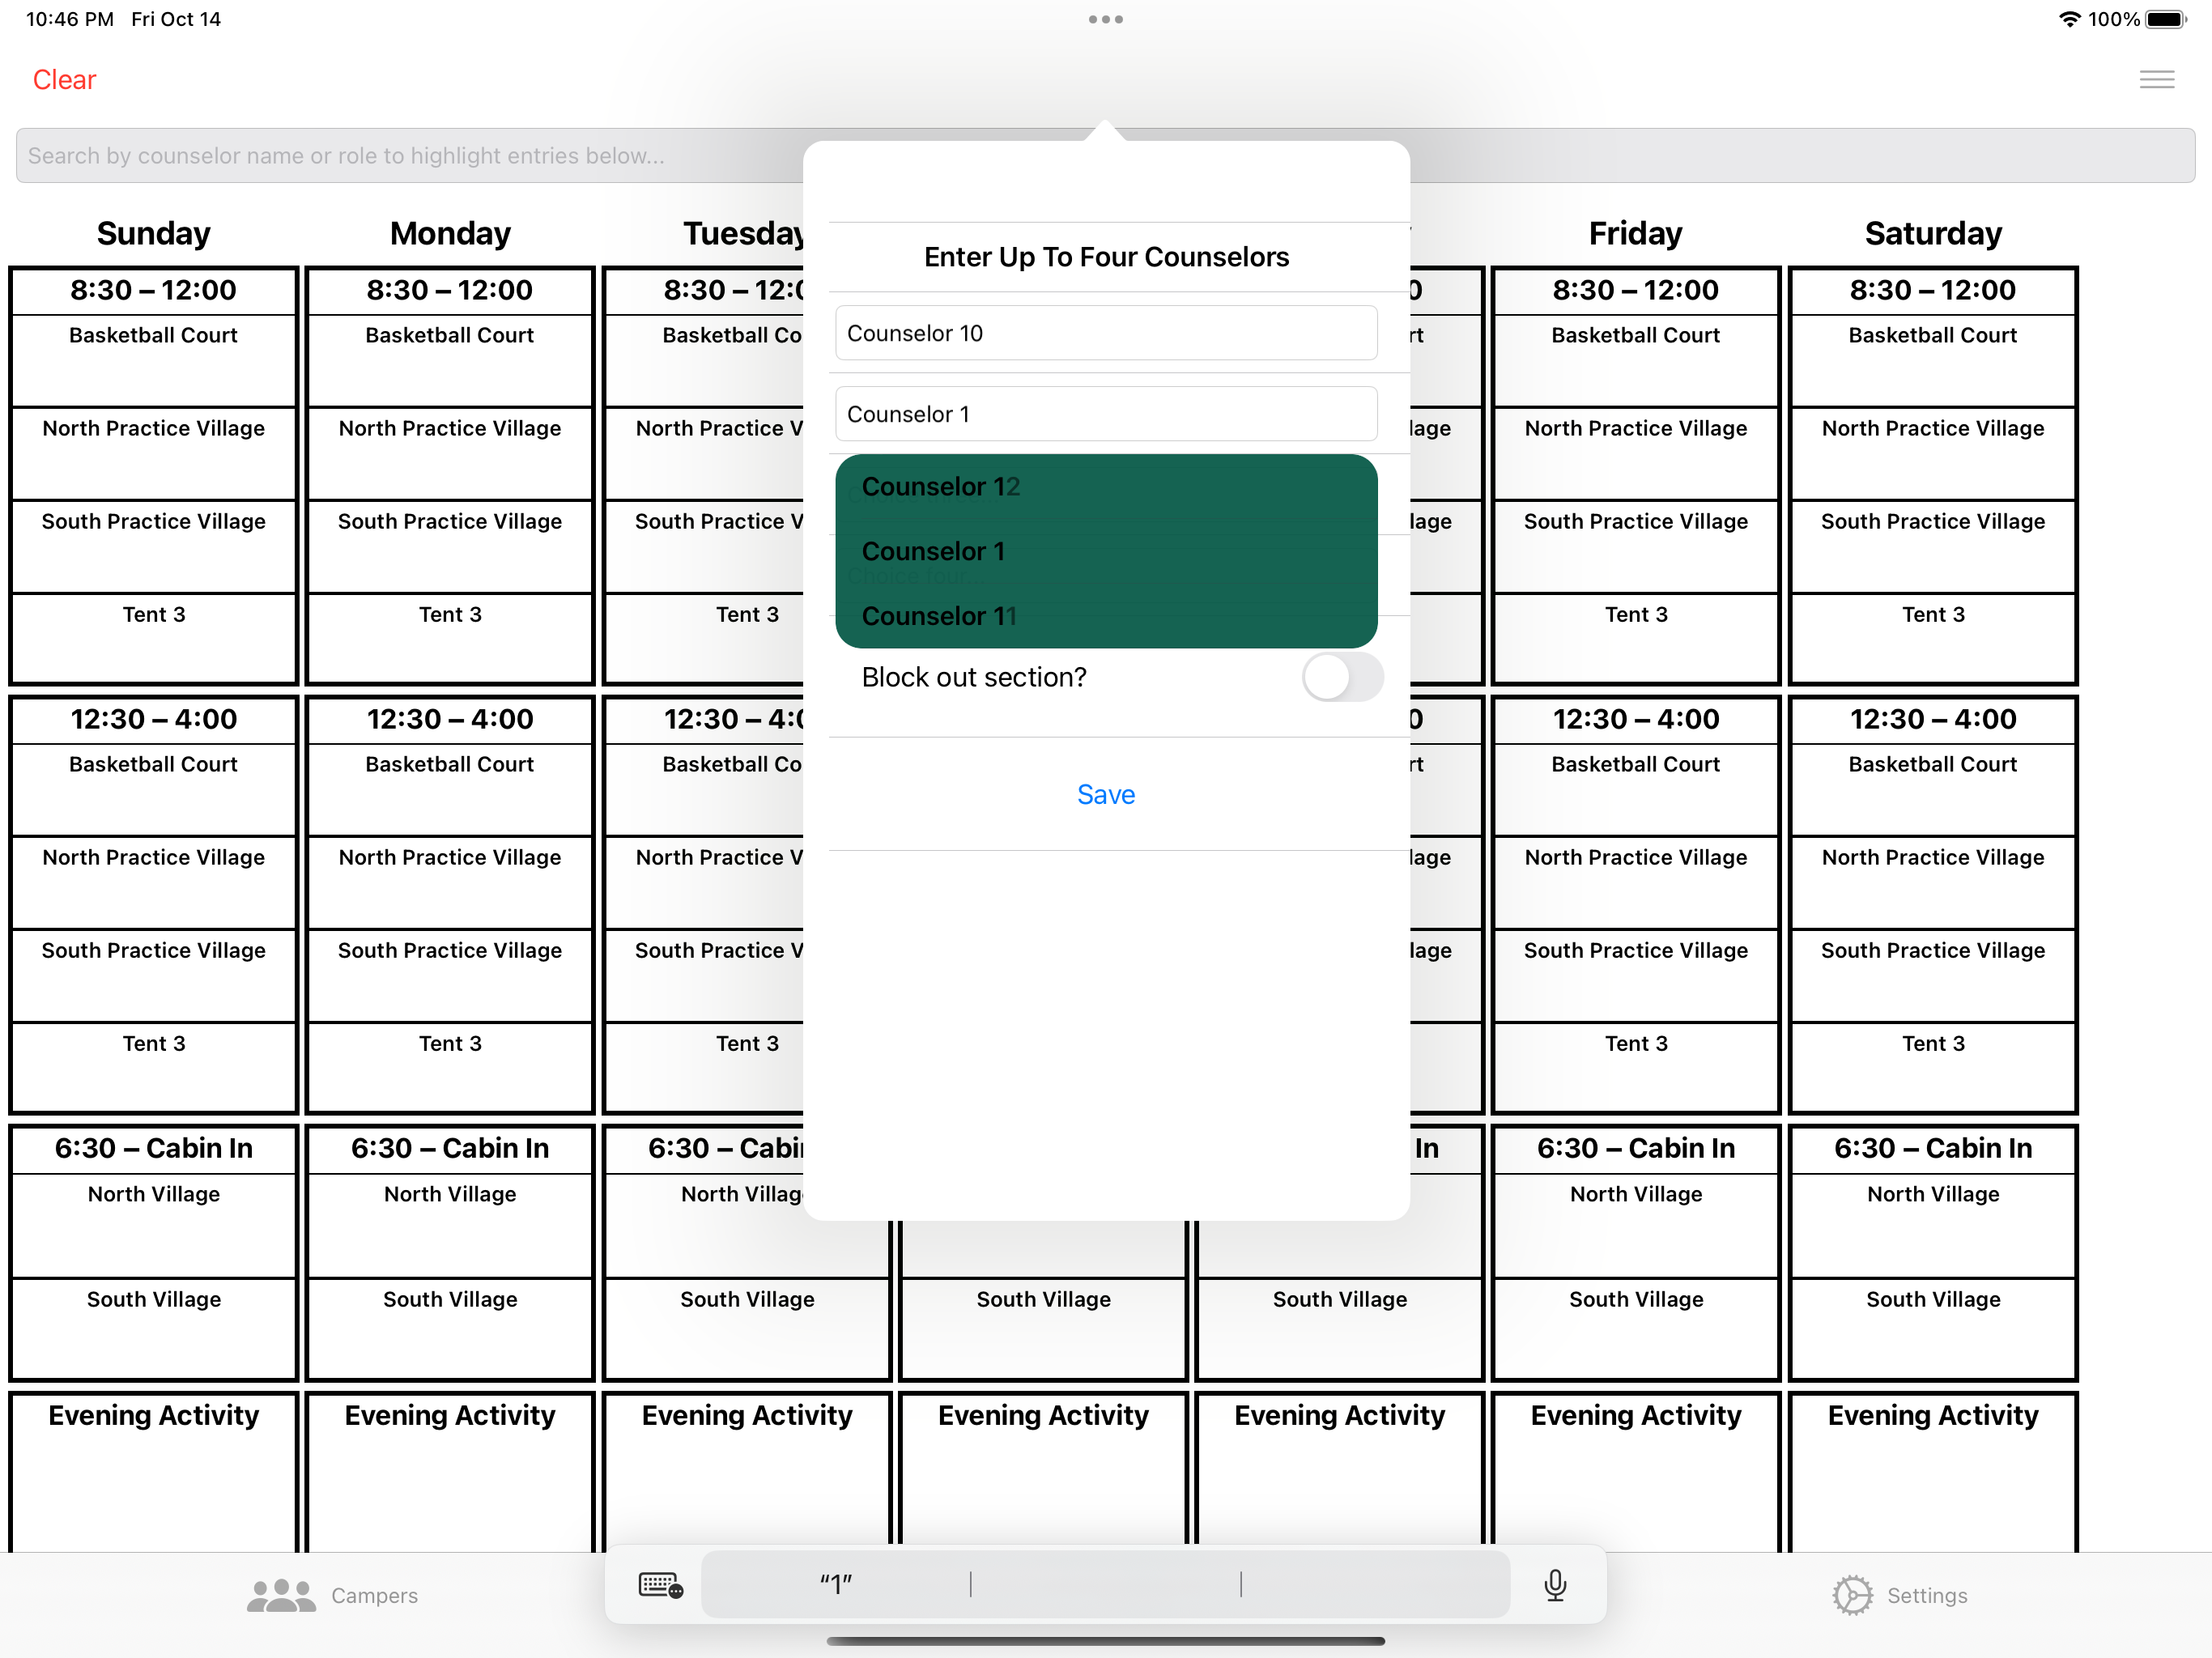 10:46 PM Fri Oct 14
100%
Clear
Search by counselor name or role to highlight entries below...
Sunday Monday Tuesday Friday Saturday
8:30 – 12:00 8:30 – 12:00 8:30 – 12:0 0 8:30 – 12:00 8:30 – 12:00
Basketball Court Basketball Court Basketball Co rt Basketball Court Basketball Court
North Practice Village North Practice Village North Practice V lage North Practice Village North Practice Village
South Practice Village South Practice Village South Practice V lage South Practice Village South Practice Village
Tent 3 Tent 3 Tent 3 Tent 3 Tent 3
12:30 – 4:00 12:30 – 4:00 12:30 – 4:0 0 12:30 – 4:00 12:30 – 4:00
Basketball Court Basketball Court Basketball Co rt Basketball Court Basketball Court
North Practice Village North Practice Village North Practice V lage North Practice Village North Practice Village
South Practice Village South Practice Village South Practice V lage South Practice Village South Practice Village
Tent 3 Tent 3 Tent 3 Tent 3 Tent 3
6:30 – Cabin In 6:30 – Cabin In 6:30 – Cabi In 6:30 – Cabin In 6:30 – Cabin In
North Village North Village North Villag North Village North Village
South Village South Village South Village South Village South Village South Village South Village
Evening Activity Evening Activity Evening Activity Evening Activity Evening Activity Evening Activity Evening Activity
Enter Up To Four Counselors
Counselor 10
Counselor 1
Counselor 12
Counselor 1
Choice four...
Counselor 11
Block out section?
Save
Campers
“1”
Settings